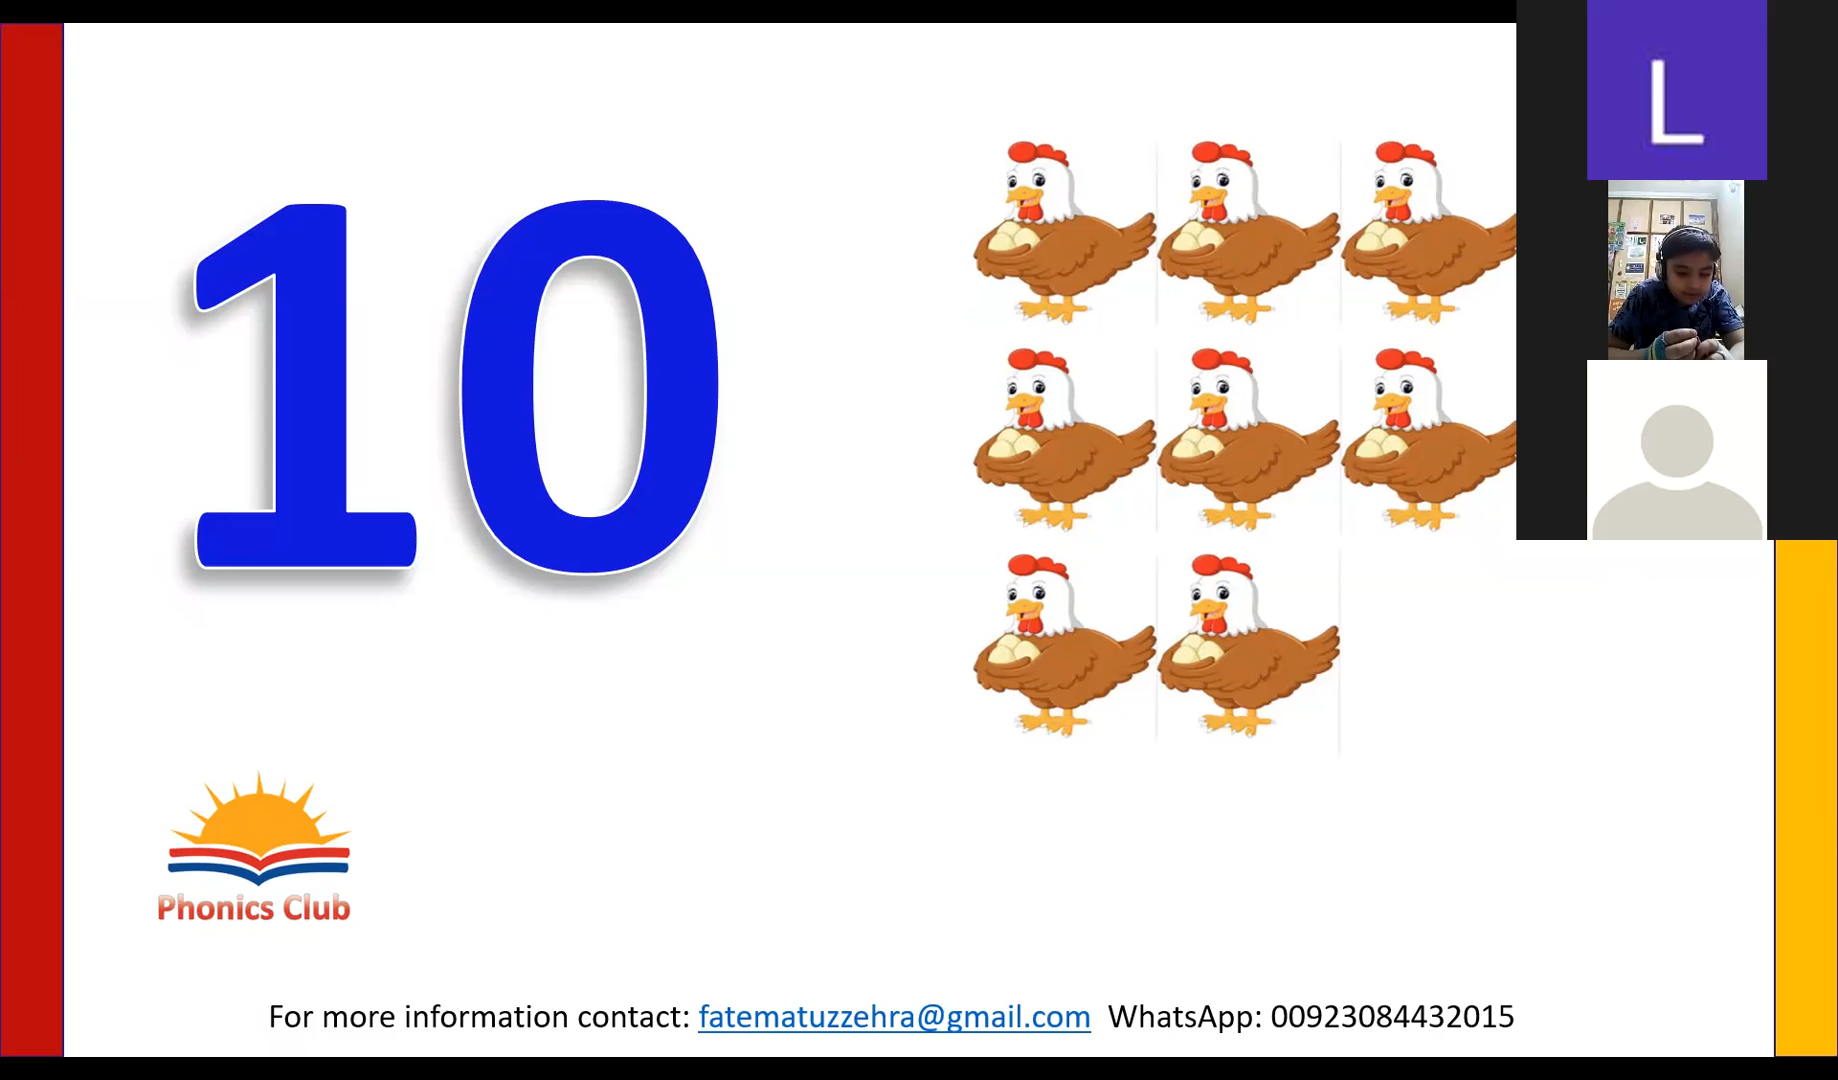 10
L
Phonics Club
For more information contact: fatematuzzehra@gmail.com WhatsApp: 00923084432015